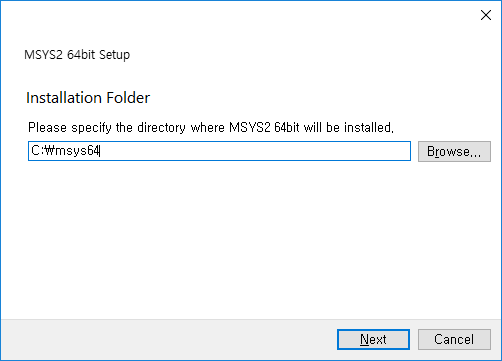 MSYS2 64bit Setup
Installation Folder
Please specify the directory where MSYS2 64bit will be installed.
C:₩msys64
Browse...
Next
Cancel